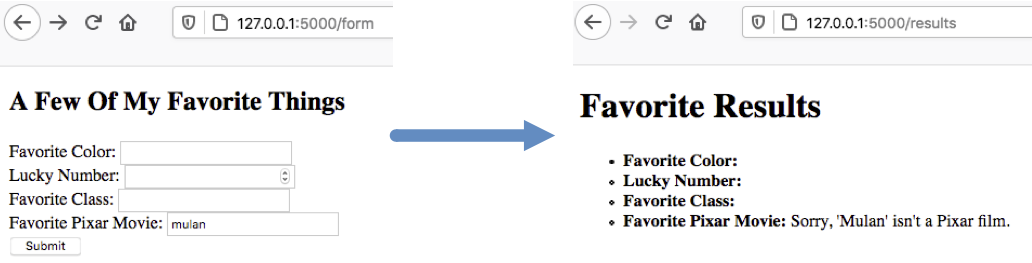 127.0.0.1:5000/form
A Few Of My Favorite Things
Favorite Color:
Lucky Number:
Favorite Class:
Favorite Pixar Movie: mulan
Submit
127.0.0.1:5000/results
Favorite Results
Favorite Color:
Lucky Number:
Favorite Class:
Favorite Pixar Movie: Sorry, 'Mulan' isn't a Pixar film.